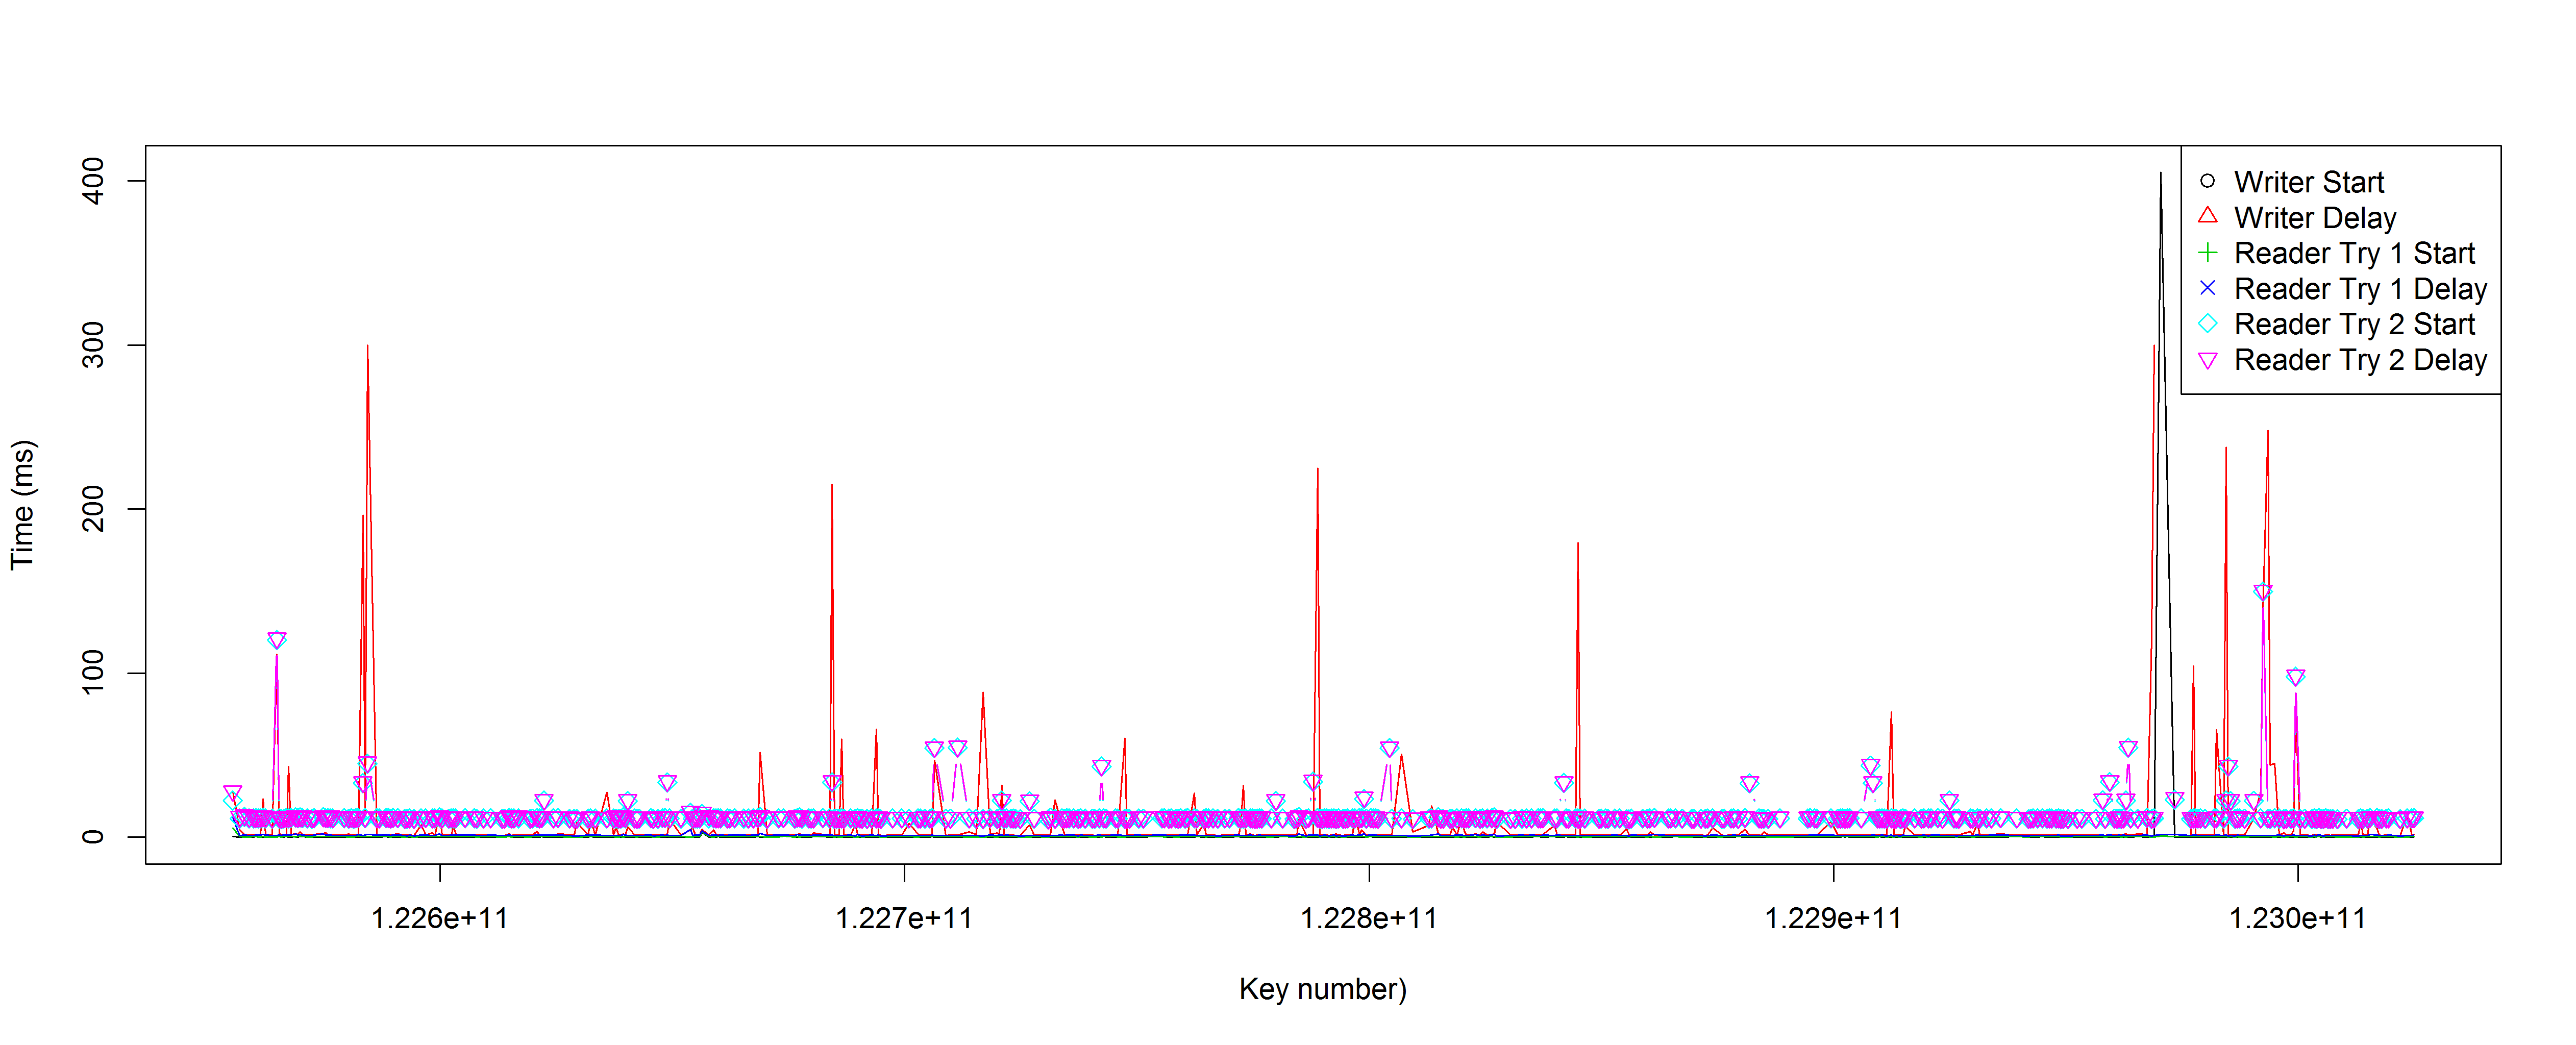 400
300
200
100
0
Time (ms)
Writer Start
Writer Delay
Reader Try 1 Start
Reader Try 1 Delay
Reader Try 2 Start
Reader Try 2 Delay
1.226e+11 1.227e+11 1.228e+11 1.229e+11 1.230e+11
Key number)